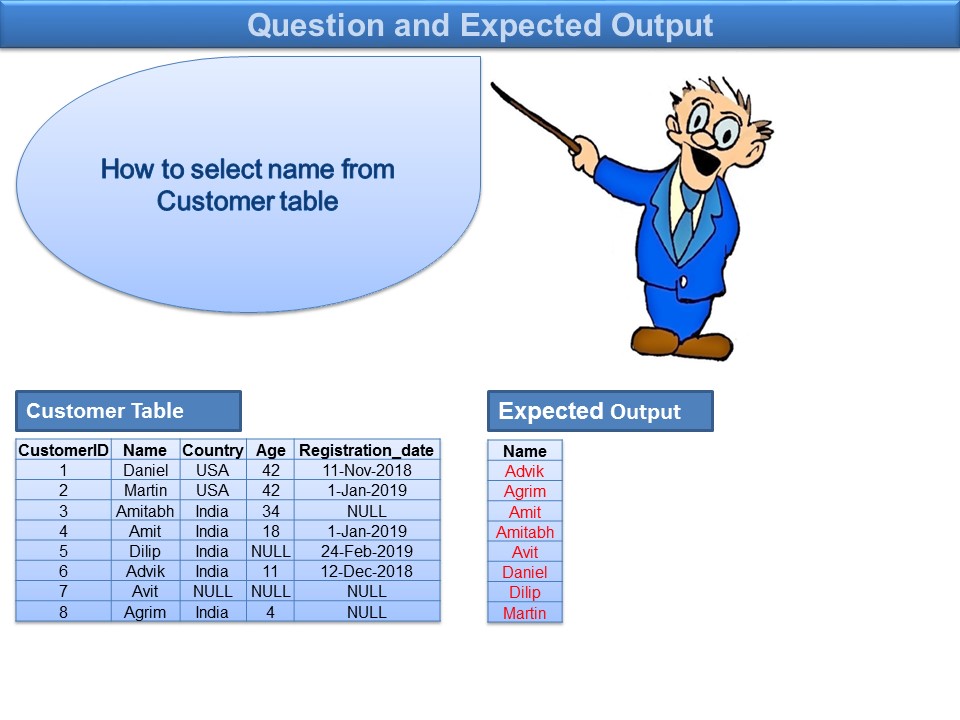 Question and Expected Output
How to select name from
Customer table
Customer Table
CustomerID Name Country Age Registration_date
1 Daniel USA 42 11-Nov-2018
2 Martin USA 42 1-Jan-2019
3 Amitabh India 34 NULL
4 Amit India 18 1-Jan-2019
5 Dilip India NULL 24-Feb-2019
6 Advik India 11 12-Dec-2018
7 Avit NULL NULL NULL
8 Agrim India 4 NULL
Expected Output
Name
Advik
Agrim
Amit
Amitabh
Avit
Daniel
Dilip
Martin